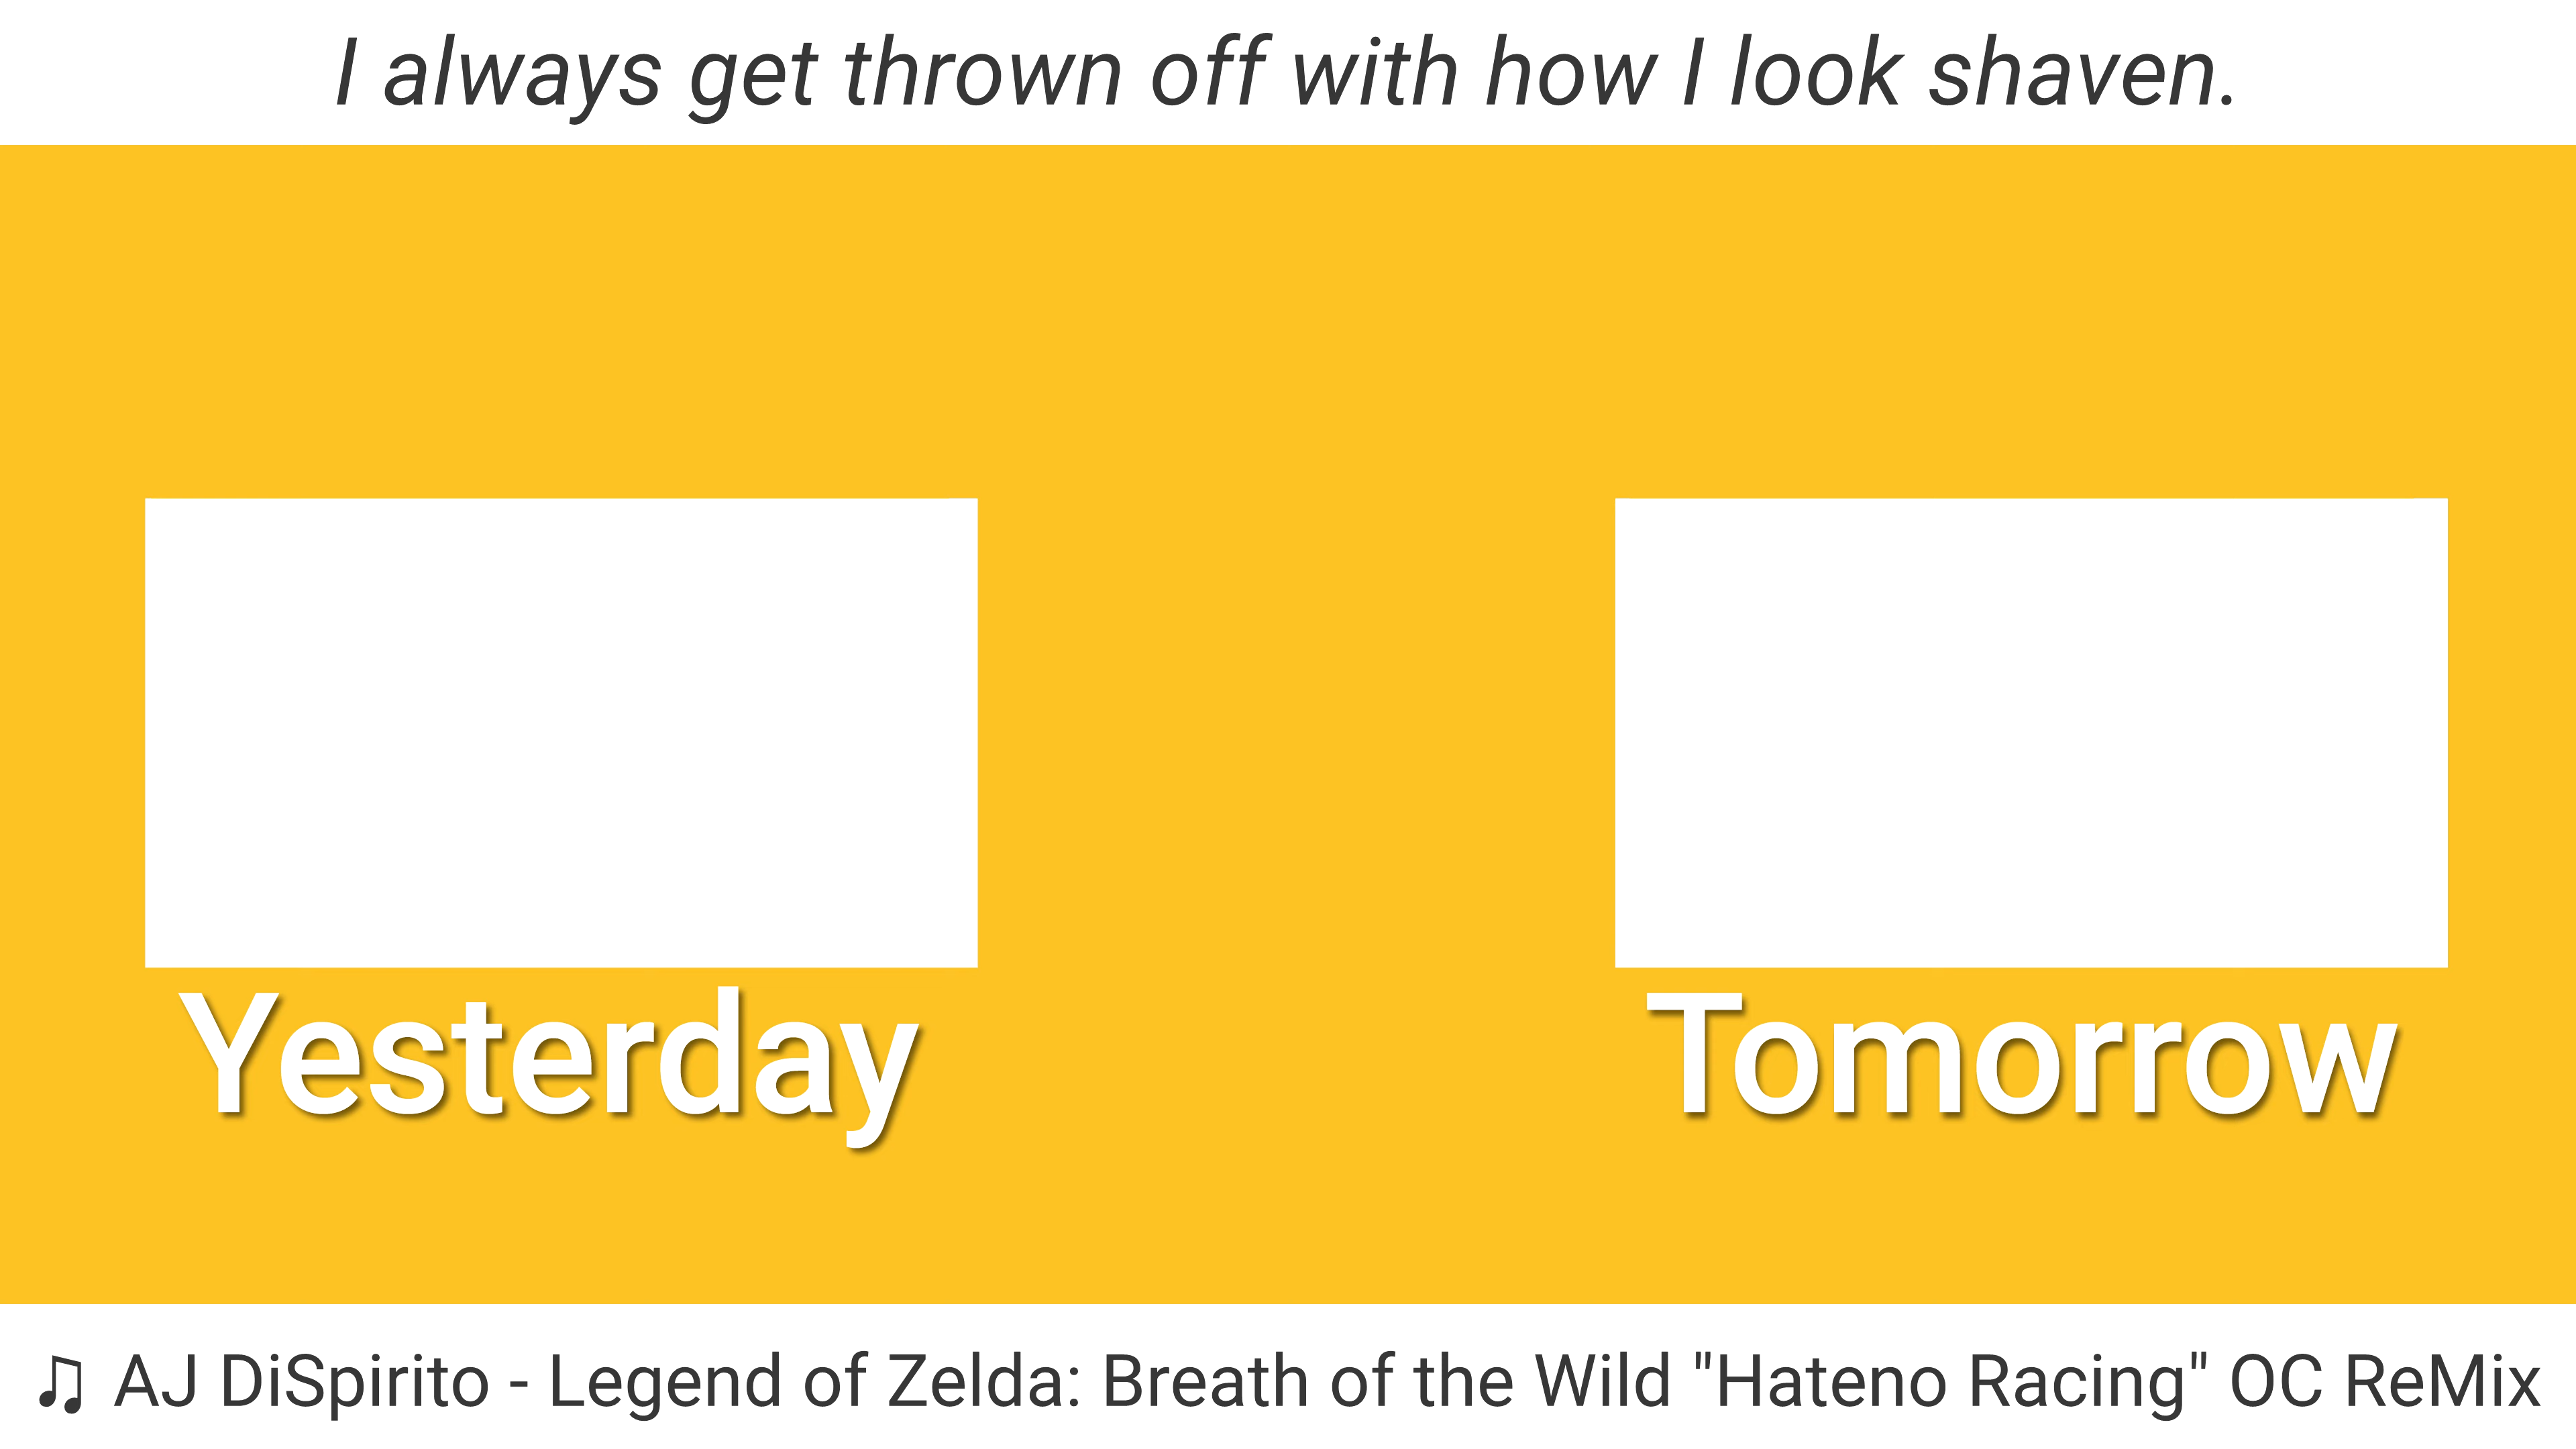 I always get thrown off with how I look shaven.
Yesterday
Tomorrow
♫ AJ DiSpirito - Legend of Zelda: Breath of the Wild "Hateno Racing" OC ReMix